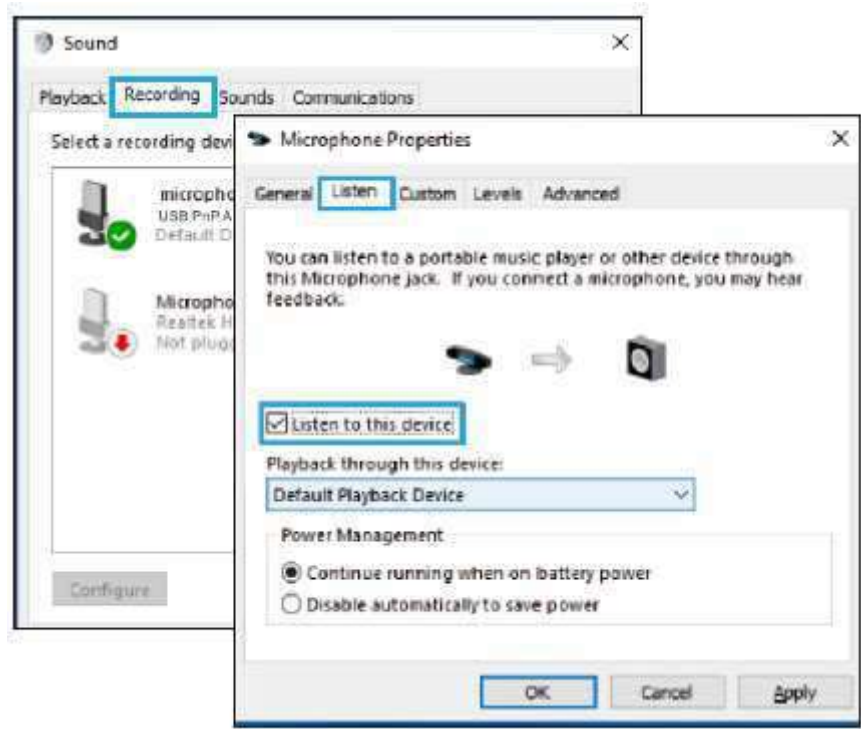 Sound
Playback Recording Sounds Communications
Select a recording devi
micropho
USB PnP A
Default D
Micropho
Realtek H
Not plugg
Configure
Microphone Properties
General Listen Custom Levels Advanced
You can listen to a portable music player or other device through
this Microphone jack. If you connect a microphone, you may hear
feedback.
Listen to this device
Playback through this device:
Default Playback Device
Power Management
Continue running when on battery power
Disable automatically to save power
OK Cancel Apply